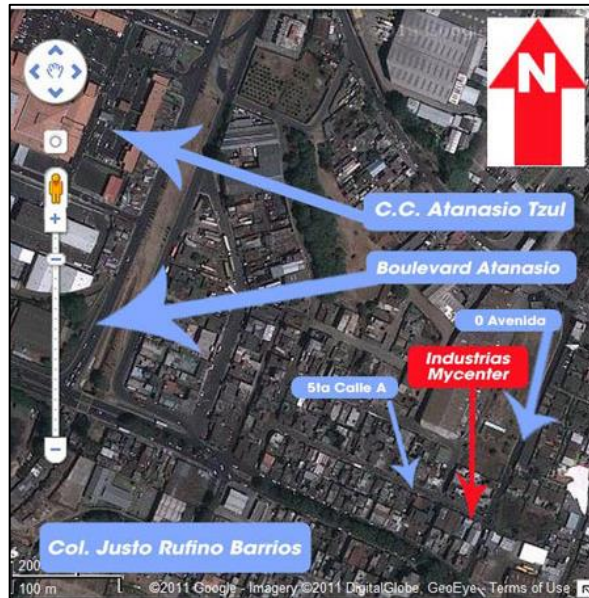 N
C.C. Atanasio Tzul
Boulevard Atanasio
0 Avenida
Industrias
Mycenter
5ta Calle A
Col. Justo Rufino Barrios
200
100 m
©2011 Google - Imagery ©2011 DigitalGlobe, GeoEye - Terms of Use